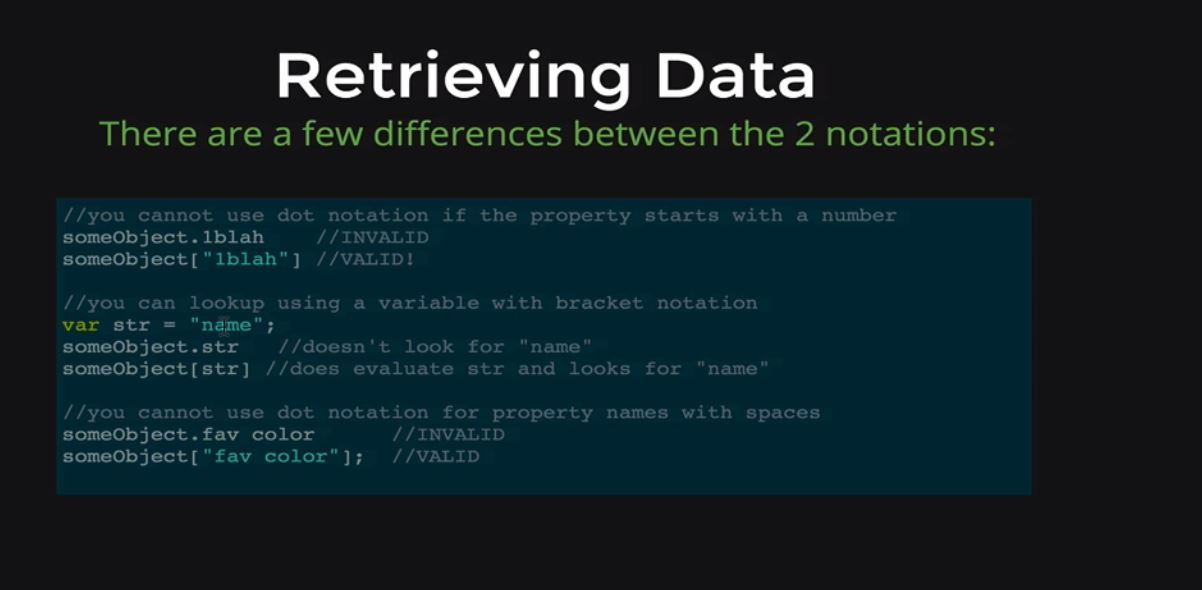 Retrieving Data
There are a few differences between the 2 notations:
//you cannot use dot notation if the property starts with a number
someObject.1blah    //INVALID
someObject["1blah"] //VALID!
//you can lookup using a variable with bracket notation
var str = "name";
someObject.str   //doesn't look for "name"
someObject[str] //does evaluate str and looks for "name"
//you cannot use dot notation for property names with spaces
someObject.fav color      //INVALID
someObject["fav color"];  //VALID